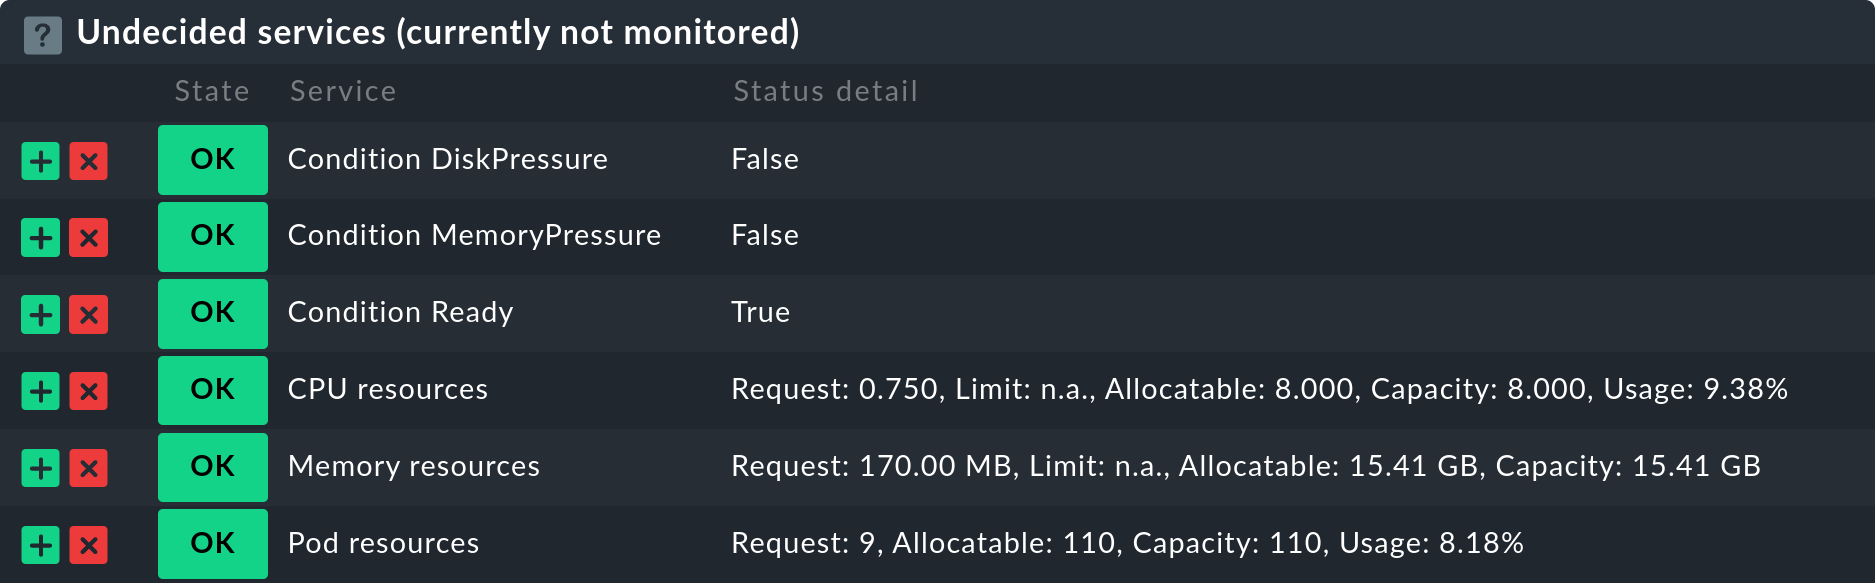 ? Undecided services (currently not monitored)
State Service Status detail
OK Condition DiskPressure False
OK Condition MemoryPressure False
OK Condition Ready True
OK CPU resources Request: 0.750, Limit: n.a., Allocatable: 8.000, Capacity: 8.000, Usage: 9.38%
OK Memory resources Request: 170.00 MB, Limit: n.a., Allocatable: 15.41 GB, Capacity: 15.41 GB
OK Pod resources Request: 9, Allocatable: 110, Capacity: 110, Usage: 8.18%